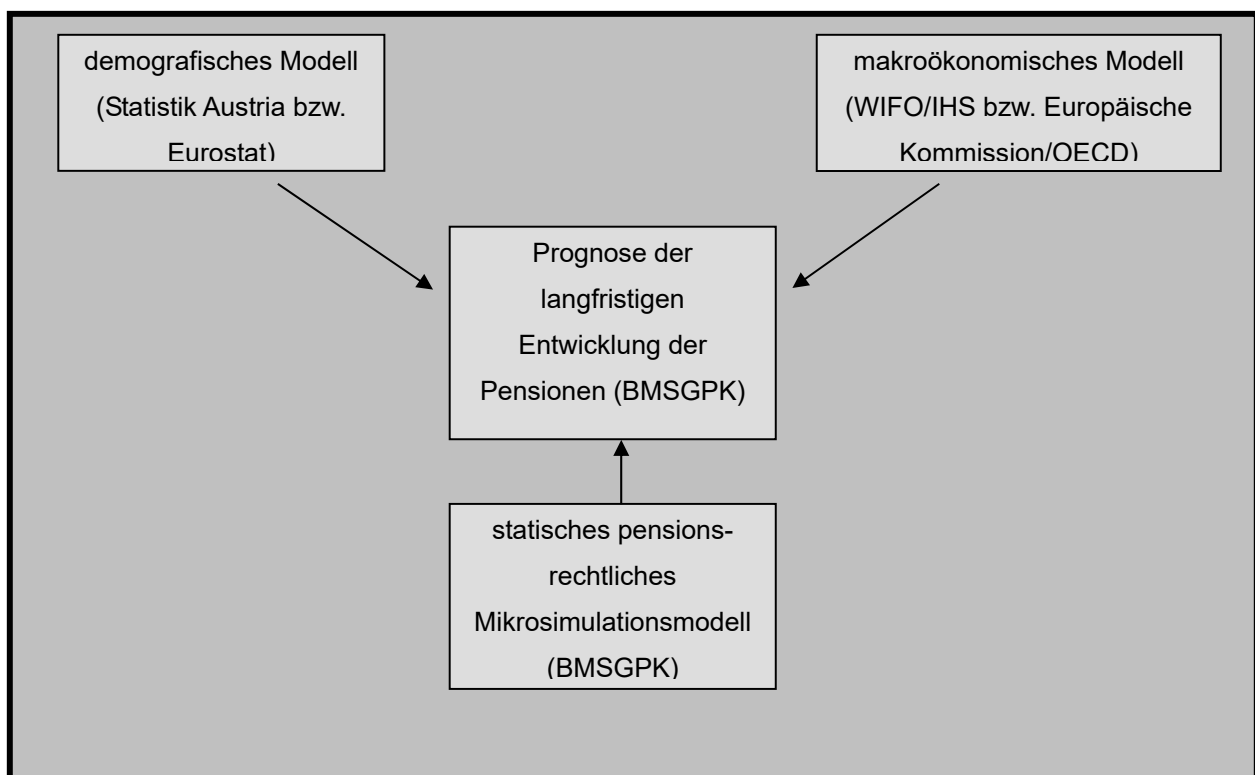 demografisches Modell
(Statistik Austria bzw.
Eurostat)
makroökonomisches Modell
(WIFO/IHS bzw. Europäische
Kommission/OECD)
Prognose der
langfristigen
Entwicklung der
Pensionen (BMSGPK)
statisches pensions-
rechtliches
Mikrosimulationsmodell
(BMSGPK)